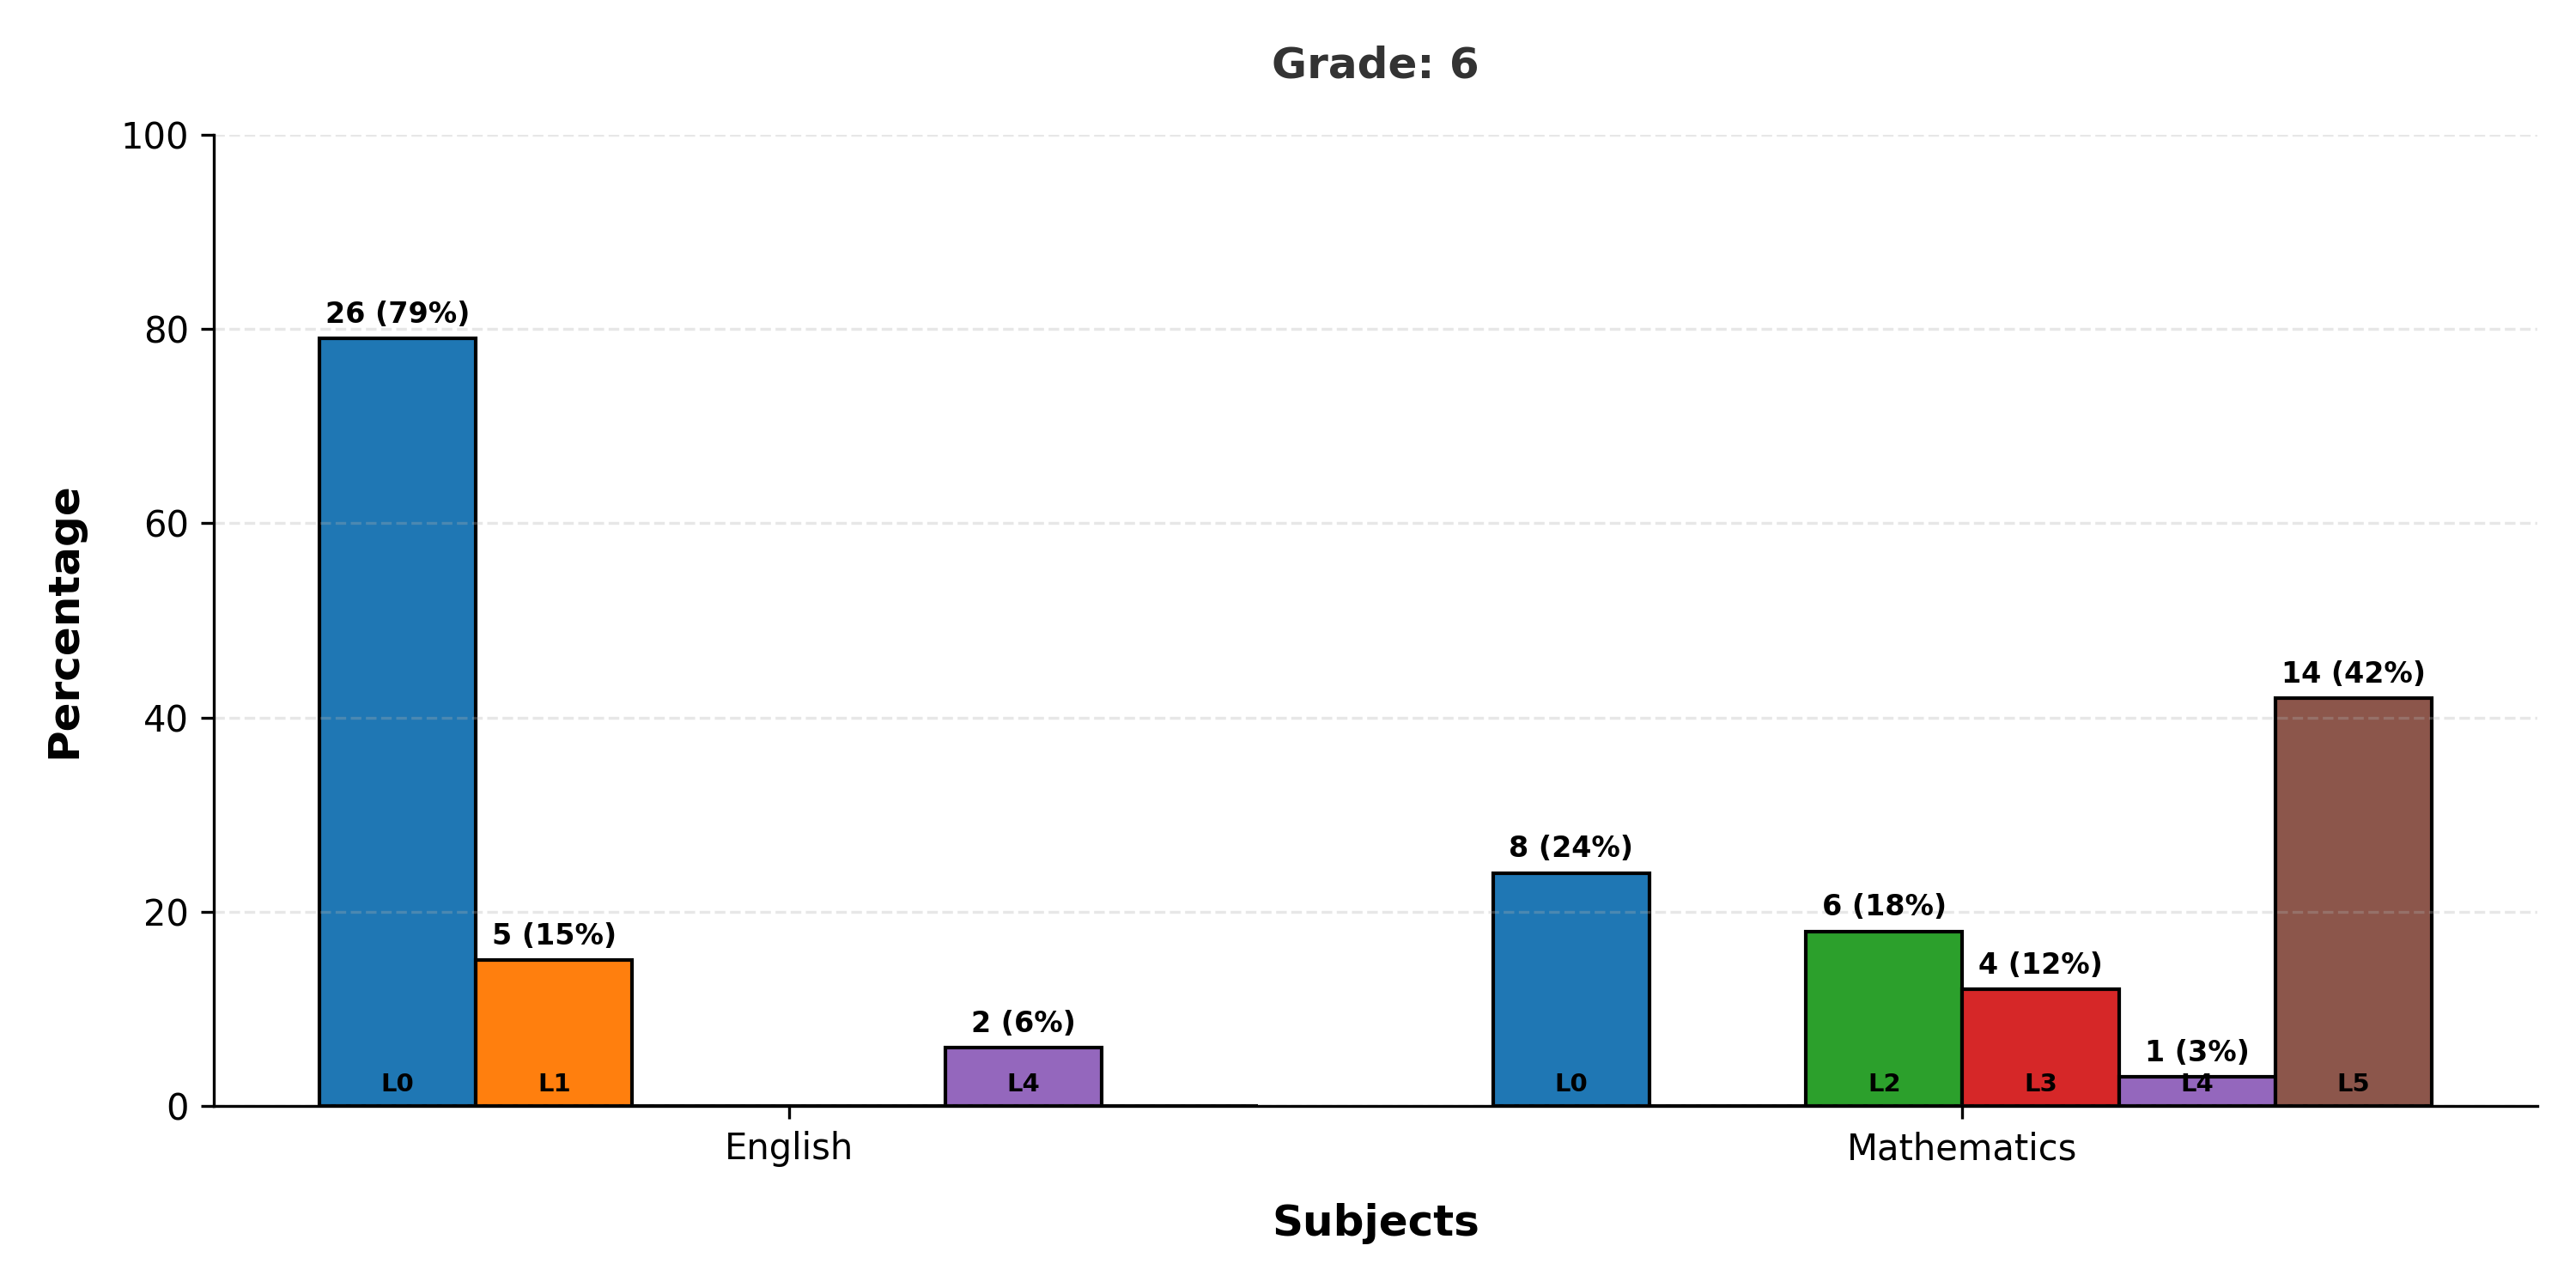 Grade: 6
100
80
60
40
20
0
Percentage
26 (79%)
5 (15%)
2 (6%)
8 (24%)
6 (18%)
4 (12%)
1 (3%)
14 (42%)
L0
L1
L4
L0
L2
L3
L4
L5
English
Mathematics
Subjects